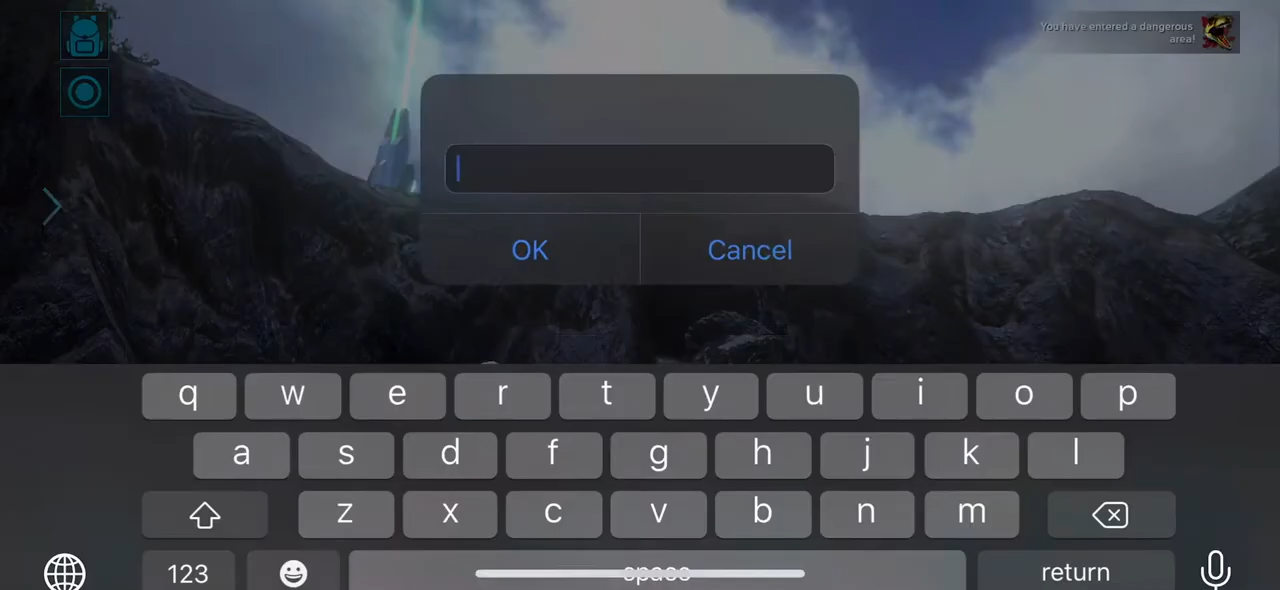 You have entered a dangerous
area!
OK Cancel
q w e r t y u i o p
a s d f g h j k l
z x c v b n m
123 space return